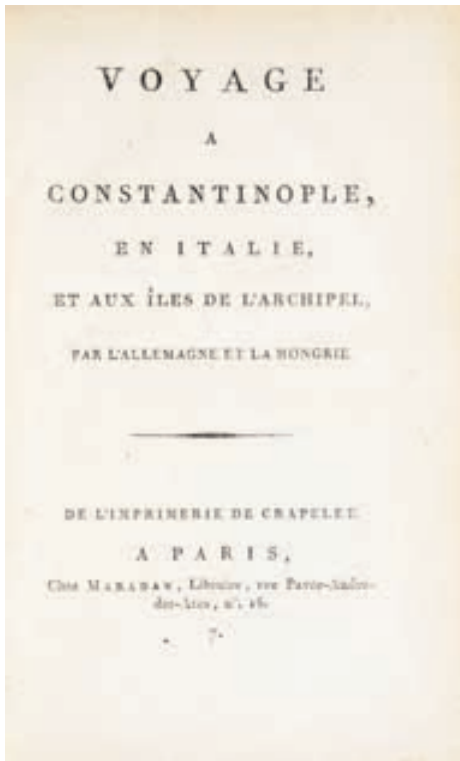 VOYAGE
A
CONSTANTINOPLE,
EN ITALIE,
ET AUX ÎLES DE L'ARCHIPEL,
PAR L'ALLEMAGNE ET LA HONGRIE
DE L'IMPRIMERIE DE CRAPELET.
A PARIS,
Chez MARADAN, Libraire, rue Pavée-André-
des-Arcs, n°. 16.
7.